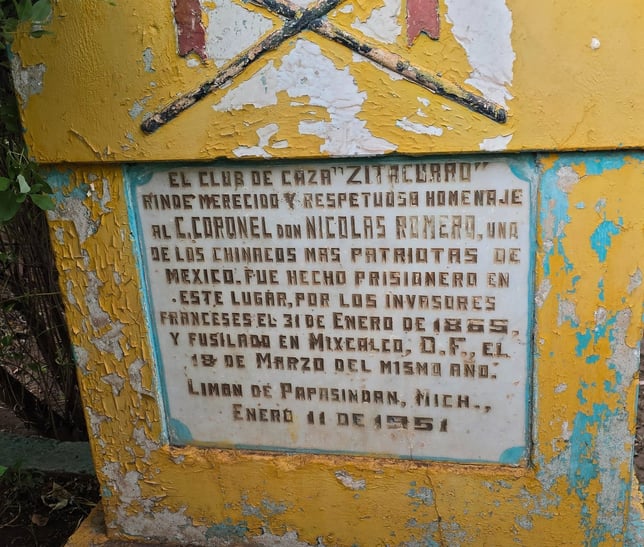 EL CLUB DE CAZA "ZITACUARO"
RINDE MERECIDO Y RESPETUOSO HOMENAJE
AL C. CORONEL DON NICOLAS ROMERO, UNO
DE LOS CHINACOS MAS PATRIOTAS DE
MEXICO. FUE HECHO PRISIONERO EN
ESTE LUGAR, POR LOS INVASORES
FRANCESES EL 31 DE ENERO DE 1865,
Y FUSILADO EN MIXCALCO, D.F., EL
18 DE MARZO DEL MISMO AÑO.
LIMON DE PAPASINDAN, MICH.,
ENERO 11 DE 1951